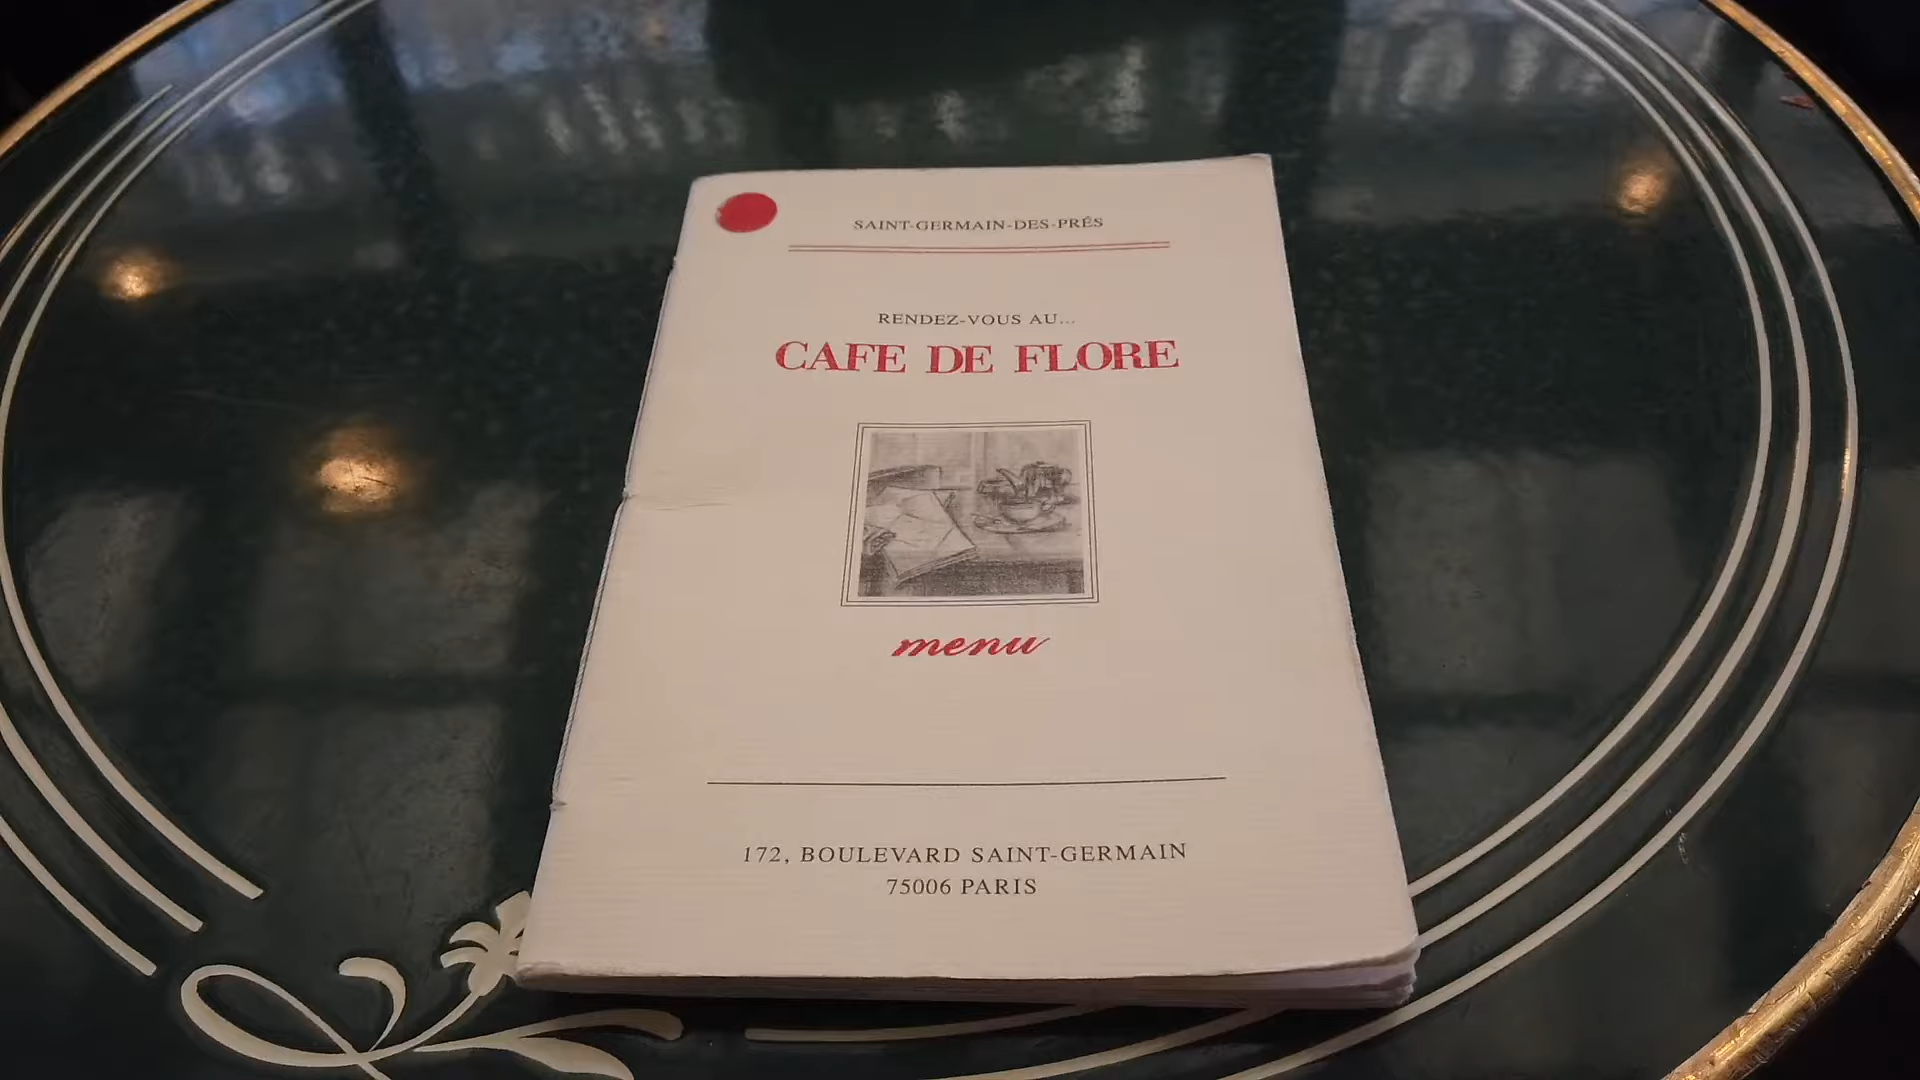 SAINT-GERMAIN-DES-PRÉS
RENDEZ-VOUS AU...
CAFE DE FLORE
menu
172, BOULEVARD SAINT-GERMAIN
75006 PARIS